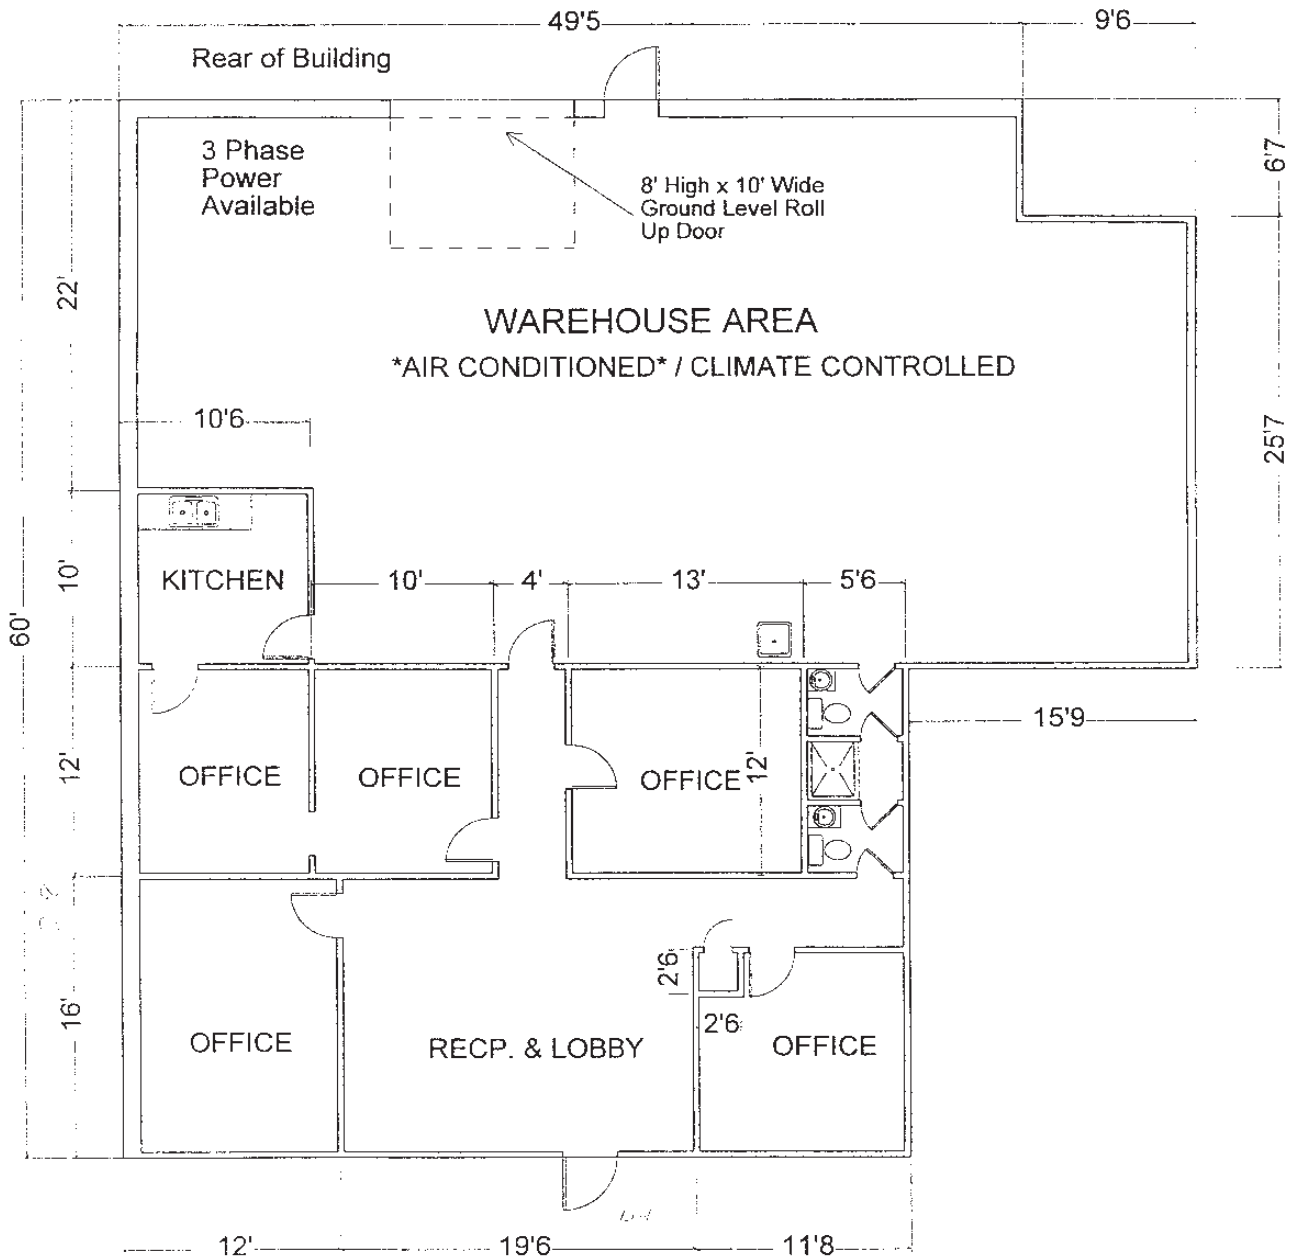 49'5
9'6
Rear of Building
3 Phase
Power
Available
8' High x 10' Wide
Ground Level Roll
Up Door
6'7
22'
WAREHOUSE AREA
*AIR CONDITIONED* / CLIMATE CONTROLLED
10'6
25'7
KITCHEN
10'
10'
4'
13'
5'6
60'
15'9
12'
OFFICE
OFFICE
OFFICE
12'
2'6
16'
2'6
OFFICE
RECP. & LOBBY
OFFICE
12'
19'6
11'8